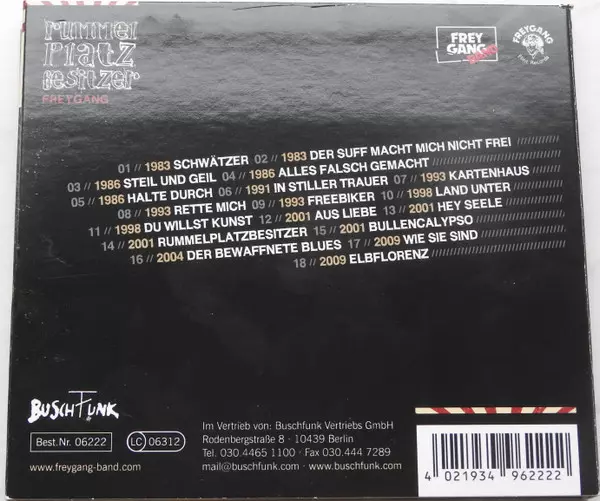 rummel
Platz
besitzer
FREYGANG
FREY
GANG
FREYGANG
01 // 1983 SCHWÄTZER 02 // 1983 DER SUFF MACHT MICH NICHT FREI
03 // 1986 STEIL UND GEIL 04 // 1986 ALLES FALSCH GEMACHT
05 // 1986 HALTE DURCH 06 // 1991 IN STILLER TRAUER 07 // 1993 KARTENHAUS
08 // 1993 RETTE MICH 09 // 1993 FREEBIKER 10 // 1998 LAND UNTER
11 // 1998 DU WILLST KUNST 12 // 2001 AUS LIEBE 13 // 2001 HEY SEELE
14 // 2001 RUMMELPLATZBESITZER 15 // 2001 BULLENCALYPSO
16 // 2004 DER BEWAFFNETE BLUES 17 // 2009 WIE SIE SIND
18 // 2009 ELBFLORENZ
BUSCHFUNK
Best.Nr. 06222
LC 06312
www.freygang-band.com
Im Vertrieb von: Buschfunk Vertriebs GmbH
Rodenbergstraße 8 · 10439 Berlin
Tel. 030.4465 1100 · Fax 030.444 7289
mail@buschfunk.com · www.buschfunk.com
4 021934 962222